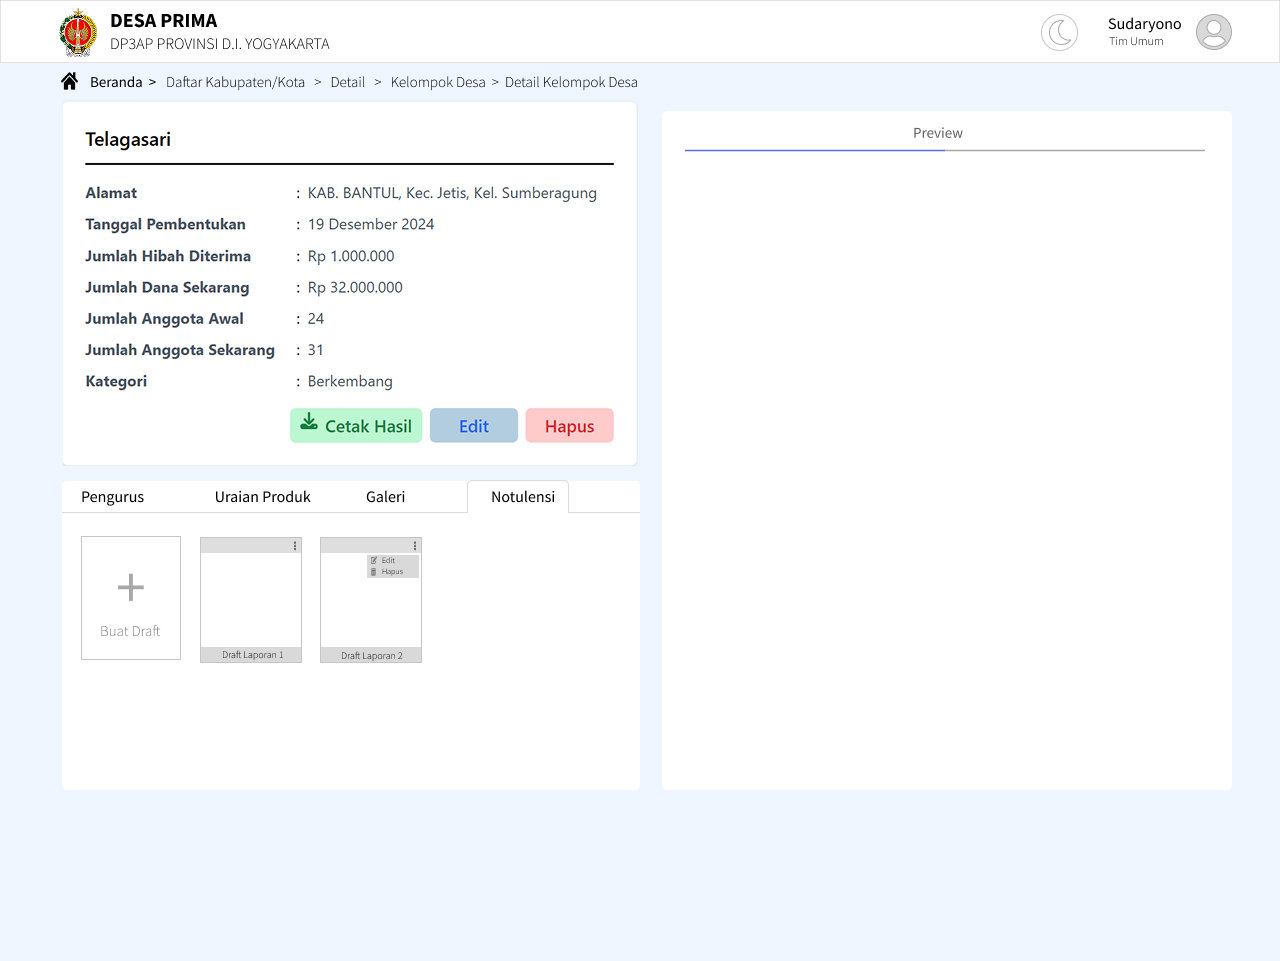 DESA PRIMA
DP3AP PROVINSI D.I. YOGYAKARTA
Sudaryono
Tim Umum
Beranda > Daftar Kabupaten/Kota > Detail > Kelompok Desa > Detail Kelompok Desa
Telagasari
Alamat : KAB. BANTUL, Kec. Jetis, Kel. Sumberagung
Tanggal Pembentukan : 19 Desember 2024
Jumlah Hibah Diterima : Rp 1.000.000
Jumlah Dana Sekarang : Rp 32.000.000
Jumlah Anggota Awal : 24
Jumlah Anggota Sekarang : 31
Kategori : Berkembang
Cetak Hasil Edit Hapus
Pengurus Uraian Produk Galeri Notulensi
Buat Draft
Draft Laporan 1
Edit
Hapus
Draft Laporan 2
Preview